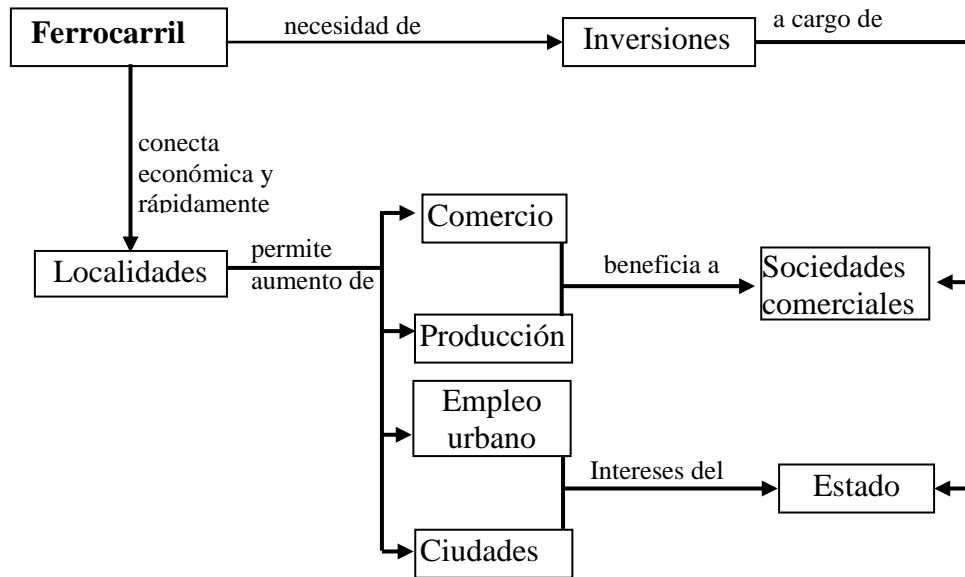 Ferrocarril
necesidad de
Inversiones
a cargo de
conecta
económica y
rápidamente
Localidades
permite
aumento de
Comercio
Producción
beneficia a
Sociedades
comerciales
Empleo
urbano
Ciudades
Intereses del
Estado